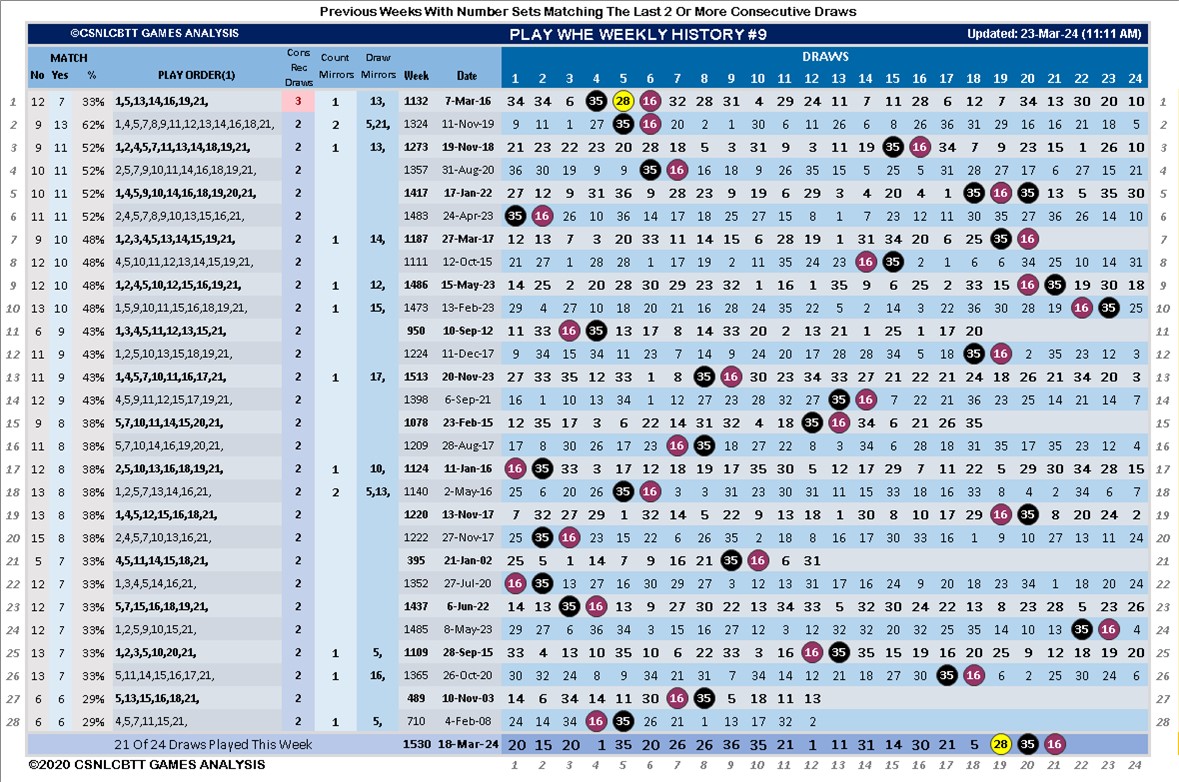 Previous Weeks With Number Sets Matching The Last 2 Or More Consecutive Draws
©CSNLCBTT GAMES ANALYSIS PLAY WHE WEEKLY HISTORY #9 Updated: 23-Mar-24 (11:11 AM)
MATCH Cons Rec Draws Count Mirrors Draw Mirrors DRAWS
No Yes % PLAY ORDER(1) Week Date 1 2 3 4 5 6 7 8 9 10 11 12 13 14 15 16 17 18 19 20 21 22 23 24
1 12 7 33% 1,5,13,14,16,19,21, 3 1 13, 1132 7-Mar-16 34 34 6 35 28 16 32 28 31 4 29 24 11 7 11 28 6 12 7 34 13 30 20 10 1
2 9 13 62% 1,4,5,7,8,9,11,12,13,14,16,18,21, 2 2 5,21, 1324 11-Nov-19 9 11 1 27 35 16 20 2 1 30 6 11 26 6 8 26 36 31 29 16 16 21 18 5 2
3 9 11 52% 1,2,4,5,7,11,13,14,18,19,21, 2 1 13, 1273 19-Nov-18 21 23 22 23 20 28 18 5 3 31 9 3 11 19 35 16 34 7 9 23 15 1 26 10 3
4 10 11 52% 2,5,7,9,10,11,14,16,18,19,21, 2 1357 31-Aug-20 36 30 19 9 9 35 16 16 18 9 26 35 15 5 25 5 31 28 20 17 6 27 15 21 4
5 10 11 52% 1,4,5,9,10,14,16,18,19,20,21, 2 1417 17-Jan-22 27 12 9 31 36 9 28 23 9 19 6 29 3 4 20 4 1 35 16 35 13 5 35 30 5
6 11 11 52% 2,4,5,7,8,9,10,13,15,16,21, 2 1483 24-Apr-23 35 16 26 10 36 14 17 18 25 27 15 8 1 7 23 12 11 30 35 27 36 26 14 10 6
7 9 10 48% 1,2,3,4,5,13,14,15,19,21, 2 1 14, 1187 27-Mar-17 12 13 7 3 20 33 11 14 15 6 28 19 1 31 34 20 6 25 35 16 7
8 12 10 48% 4,5,10,11,12,13,14,15,19,21, 2 1111 12-Oct-15 21 27 1 28 28 1 17 19 2 11 35 24 23 16 35 2 1 6 6 34 25 10 14 31 8
9 12 10 48% 1,2,4,5,10,12,15,16,19,21, 2 1 12, 1486 15-May-23 14 25 2 20 28 30 29 23 32 1 16 1 35 9 6 25 2 33 15 16 35 19 30 18 9
10 13 10 48% 1,5,9,10,11,15,16,18,19,21, 2 1 15, 1473 13-Feb-23 29 4 27 10 18 20 21 16 28 24 35 22 5 2 14 3 22 36 30 28 19 16 35 25 10
11 6 9 43% 1,3,4,5,11,12,13,15,21, 2 950 10-Sep-12 11 33 16 35 13 17 8 14 33 20 2 13 21 1 25 1 17 20 11
12 11 9 43% 1,2,5,10,13,15,18,19,21, 2 1224 11-Dec-17 9 34 15 34 11 23 7 14 9 24 20 17 28 28 34 5 18 35 16 2 35 23 12 3 12
13 11 9 43% 1,4,5,7,10,11,16,17,21, 2 1 17, 1513 20-Nov-23 27 33 35 12 33 1 8 35 16 30 23 34 33 27 21 22 21 24 18 26 21 34 20 3 13
14 12 9 43% 4,5,9,11,12,15,17,19,21, 2 1398 6-Sep-21 16 1 10 13 34 1 12 27 23 25 31 24 35 16 7 22 21 36 23 25 14 21 14 7 14
15 9 8 38% 5,7,10,11,14,15,20,21, 2 1078 23-Feb-15 12 35 17 3 6 22 14 31 32 4 18 35 16 34 6 21 26 35 15
16 11 8 38% 5,7,10,14,16,19,20,21, 2 1209 28-Aug-17 17 8 30 26 17 23 16 35 18 27 22 8 3 34 6 28 18 31 35 17 35 23 12 4 16
17 12 8 38% 2,5,10,13,16,18,19,21, 2 1 10, 1124 11-Jan-16 16 35 33 3 17 12 18 19 17 35 30 5 12 17 29 7 11 22 5 29 30 34 28 15 17
18 13 8 38% 1,2,5,7,13,14,16,21, 2 2 5,13, 1140 2-May-16 25 6 20 26 35 16 3 3 31 23 30 31 11 15 33 18 16 33 8 4 2 34 6 7 18
19 13 8 38% 1,4,5,12,15,16,18,21, 2 1220 13-Nov-17 7 32 27 29 1 32 14 5 22 9 13 18 1 30 8 10 17 29 16 35 8 20 24 2 19
20 15 8 38% 2,4,5,7,10,13,16,21, 2 1222 27-Nov-17 25 35 16 23 15 22 6 26 35 2 18 8 16 17 30 33 16 1 9 10 27 13 11 24 20
21 5 7 33% 4,5,11,14,15,18,21, 2 395 21-Jan-02 25 5 1 14 7 9 16 21 35 16 6 12 31 21
22 12 7 33% 1,3,4,5,14,16,21, 2 1352 27-Jul-20 16 35 13 27 16 30 29 27 3 12 13 31 17 16 24 9 20 18 23 34 1 18 20 24 22
23 12 7 33% 5,7,15,16,18,19,21, 2 1437 6-Jun-22 14 13 35 16 13 9 27 30 22 13 34 33 5 32 30 24 22 13 8 23 28 5 23 26 23
24 12 7 33% 1,2,5,9,10,15,21, 2 1485 8-May-23 29 27 6 36 34 3 15 16 27 12 3 12 32 32 20 32 25 35 14 10 13 35 16 4 24
25 13 7 33% 1,2,3,5,10,20,21, 2 1 5, 1109 28-Sep-15 33 4 13 10 35 10 6 22 33 3 12 16 35 35 15 19 16 20 25 9 12 18 19 20 25
26 13 7 33% 5,11,14,15,16,17,21, 2 1 16, 1365 26-Oct-20 30 32 24 8 9 34 31 21 7 34 14 12 21 18 27 30 35 16 6 2 25 30 24 6 26
27 6 6 29% 5,13,15,16,18,21, 2 489 10-Nov-03 14 6 34 14 11 30 16 35 5 18 11 13 27
28 6 6 29% 4,5,7,11,15,21, 2 1 5, 710 4-Feb-08 24 14 34 16 35 26 21 1 13 17 32 2 28
21 Of 24 Draws Played This Week 1530 18-Mar-24 20 15 20 1 35 20 26 26 36 35 21 1 11 31 14 30 21 5 28 35 16
©2020 CSNLCBTT GAMES ANALYSIS 1 2 3 4 5 6 7 8 9 10 11 12 13 14 15 16 17 18 19 20 21 22 23 24